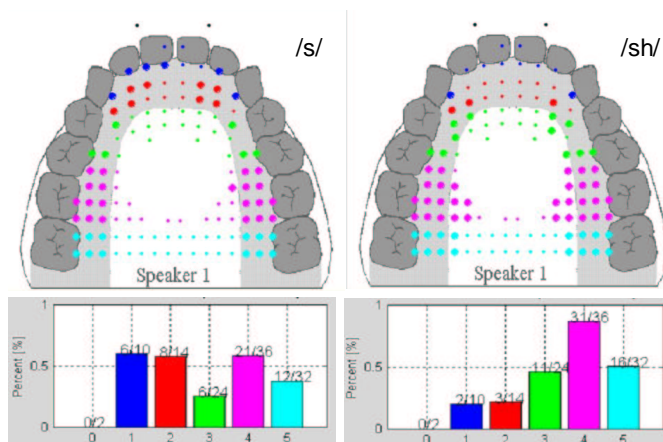 /s/
/sh/
Speaker 1
Speaker 1
Percent [%]
0.5
0
0/2
6/10
8/14
6/24
21/36
12/32
0 1 2 3 4 5
Percent [%]
0.5
0
0/2
2/10
3/14
11/24
31/36
16/32
0 1 2 3 4 5